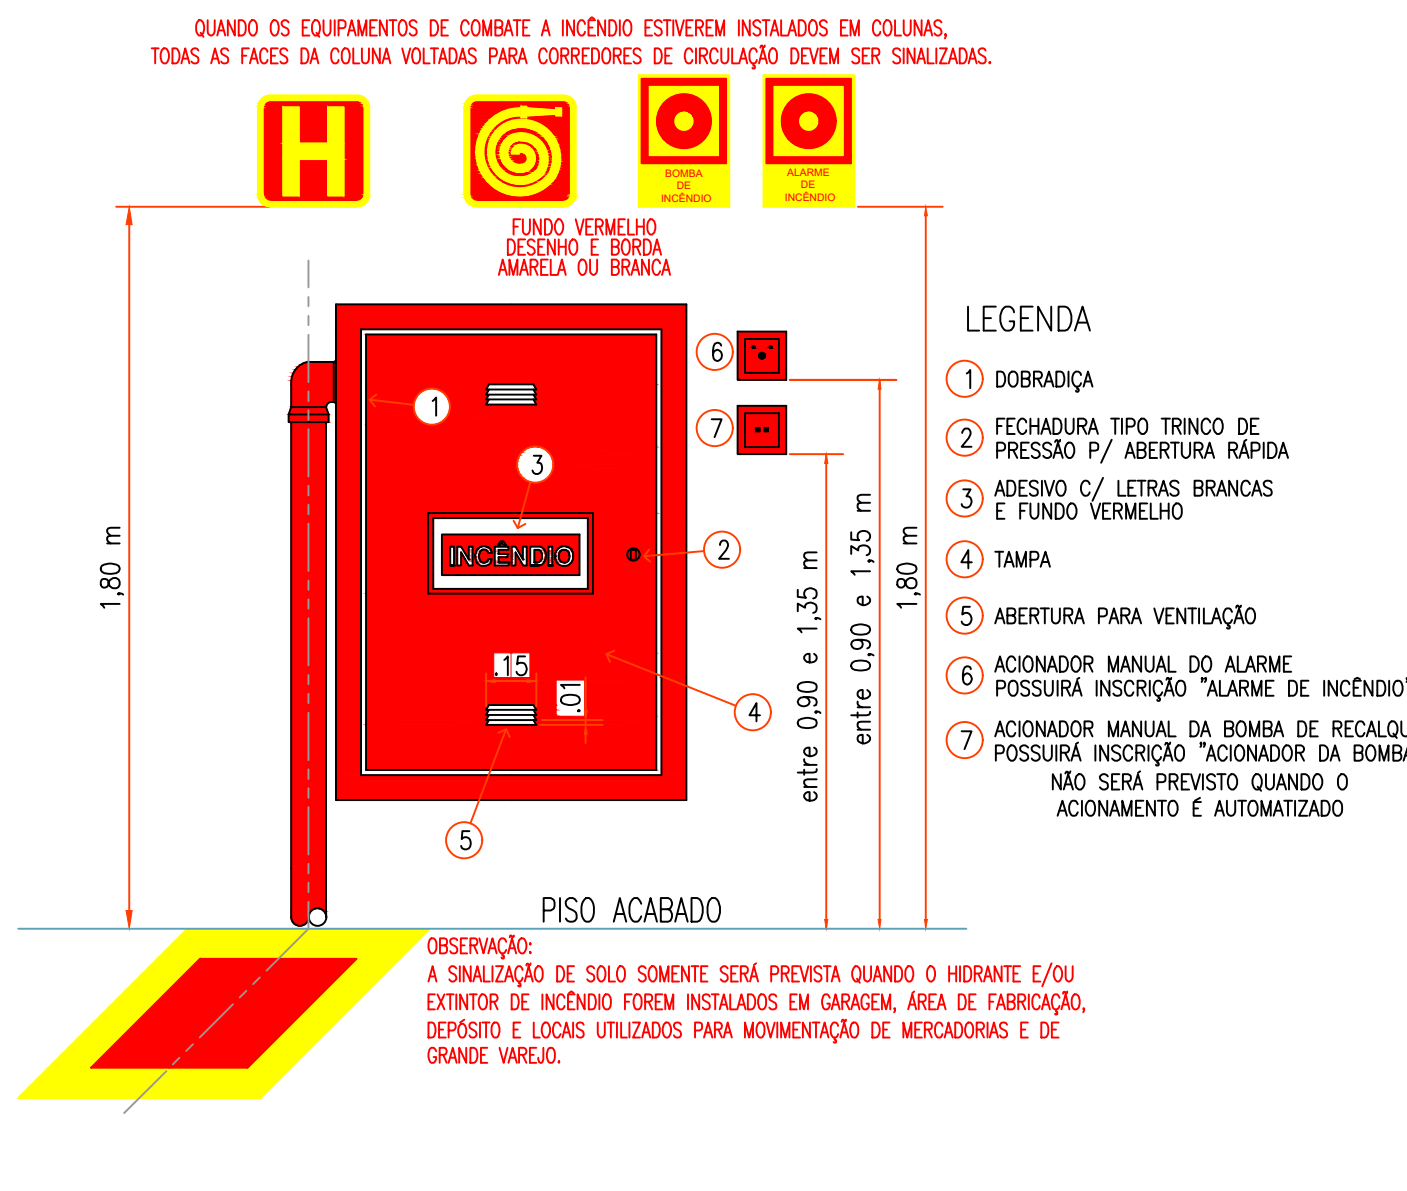 QUANDO OS EQUIPAMENTOS DE COMBATE A INCÊNDIO ESTIVEREM INSTALADOS EM COLUNAS,
TODAS AS FACES DA COLUNA VOLTADAS PARA CORREDORES DE CIRCULAÇÃO DEVEM SER SINALIZADAS.
H
BOMBA
DE
INCÊNDIO
ALARME
DE
INCÊNDIO
FUNDO VERMELHO
DESENHO E BORDA
AMARELA OU BRANCA
1,80 m
1
3
INCÊNDIO
2
.15
.01
4
5
6
7
entre 0,90 e 1,35 m
entre 0,90 e 1,35 m
1,80 m
LEGENDA
1 DOBRADIÇA
2 FECHADURA TIPO TRINCO DE
PRESSÃO P/ ABERTURA RÁPIDA
3 ADESIVO C/ LETRAS BRANCAS
E FUNDO VERMELHO
4 TAMPA
5 ABERTURA PARA VENTILAÇÃO
6 ACIONADOR MANUAL DO ALARME
POSSUIRÁ INSCRIÇÃO "ALARME DE INCÊNDIO"
7 ACIONADOR MANUAL DA BOMBA DE RECALQU
POSSUIRÁ INSCRIÇÃO "ACIONADOR DA BOMBA
NÃO SERÁ PREVISTO QUANDO O
ACIONAMENTO É AUTOMATIZADO
PISO ACABADO
OBSERVAÇÃO:
A SINALIZAÇÃO DE SOLO SOMENTE SERÁ PREVISTA QUANDO O HIDRANTE E/OU
EXTINTOR DE INCÊNDIO FOREM INSTALADOS EM GARAGEM, ÁREA DE FABRICAÇÃO,
DEPÓSITO E LOCAIS UTILIZADOS PARA MOVIMENTAÇÃO DE MERCADORIAS E DE
GRANDE VAREJO.